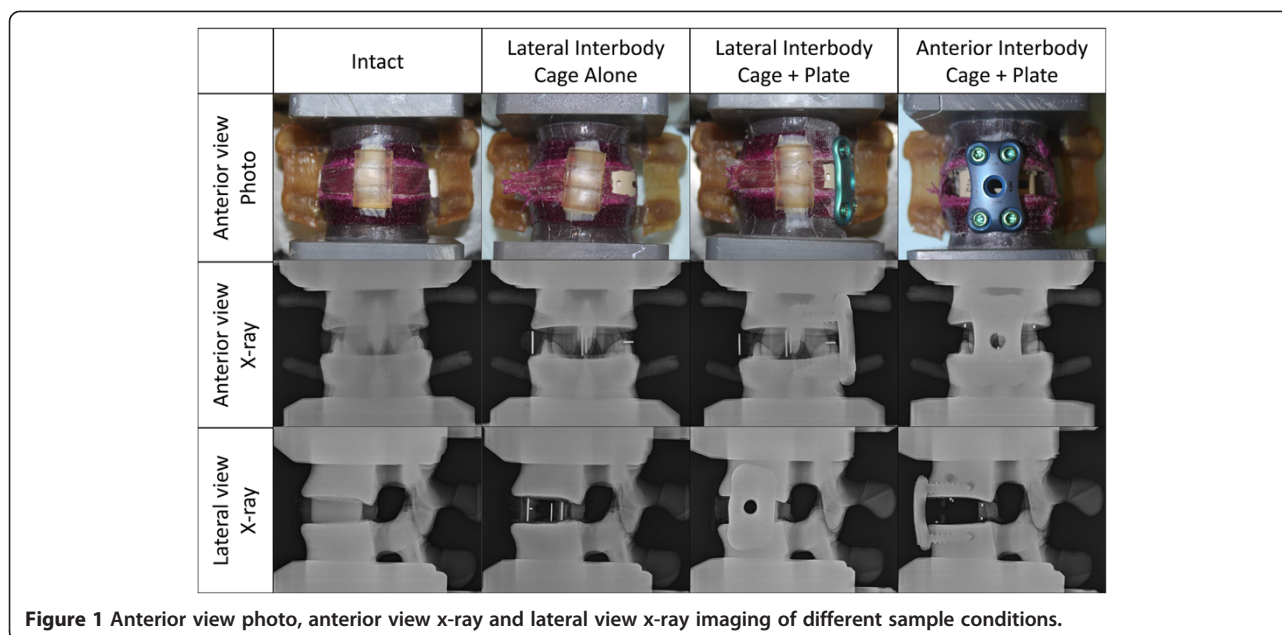 Intact
Lateral Interbody
Cage Alone
Lateral Interbody
Cage + Plate
Anterior Interbody
Cage + Plate
Anterior view
Photo
Anterior view
X-ray
Lateral view
X-ray
Figure 1 Anterior view photo, anterior view x-ray and lateral view x-ray imaging of different sample conditions.